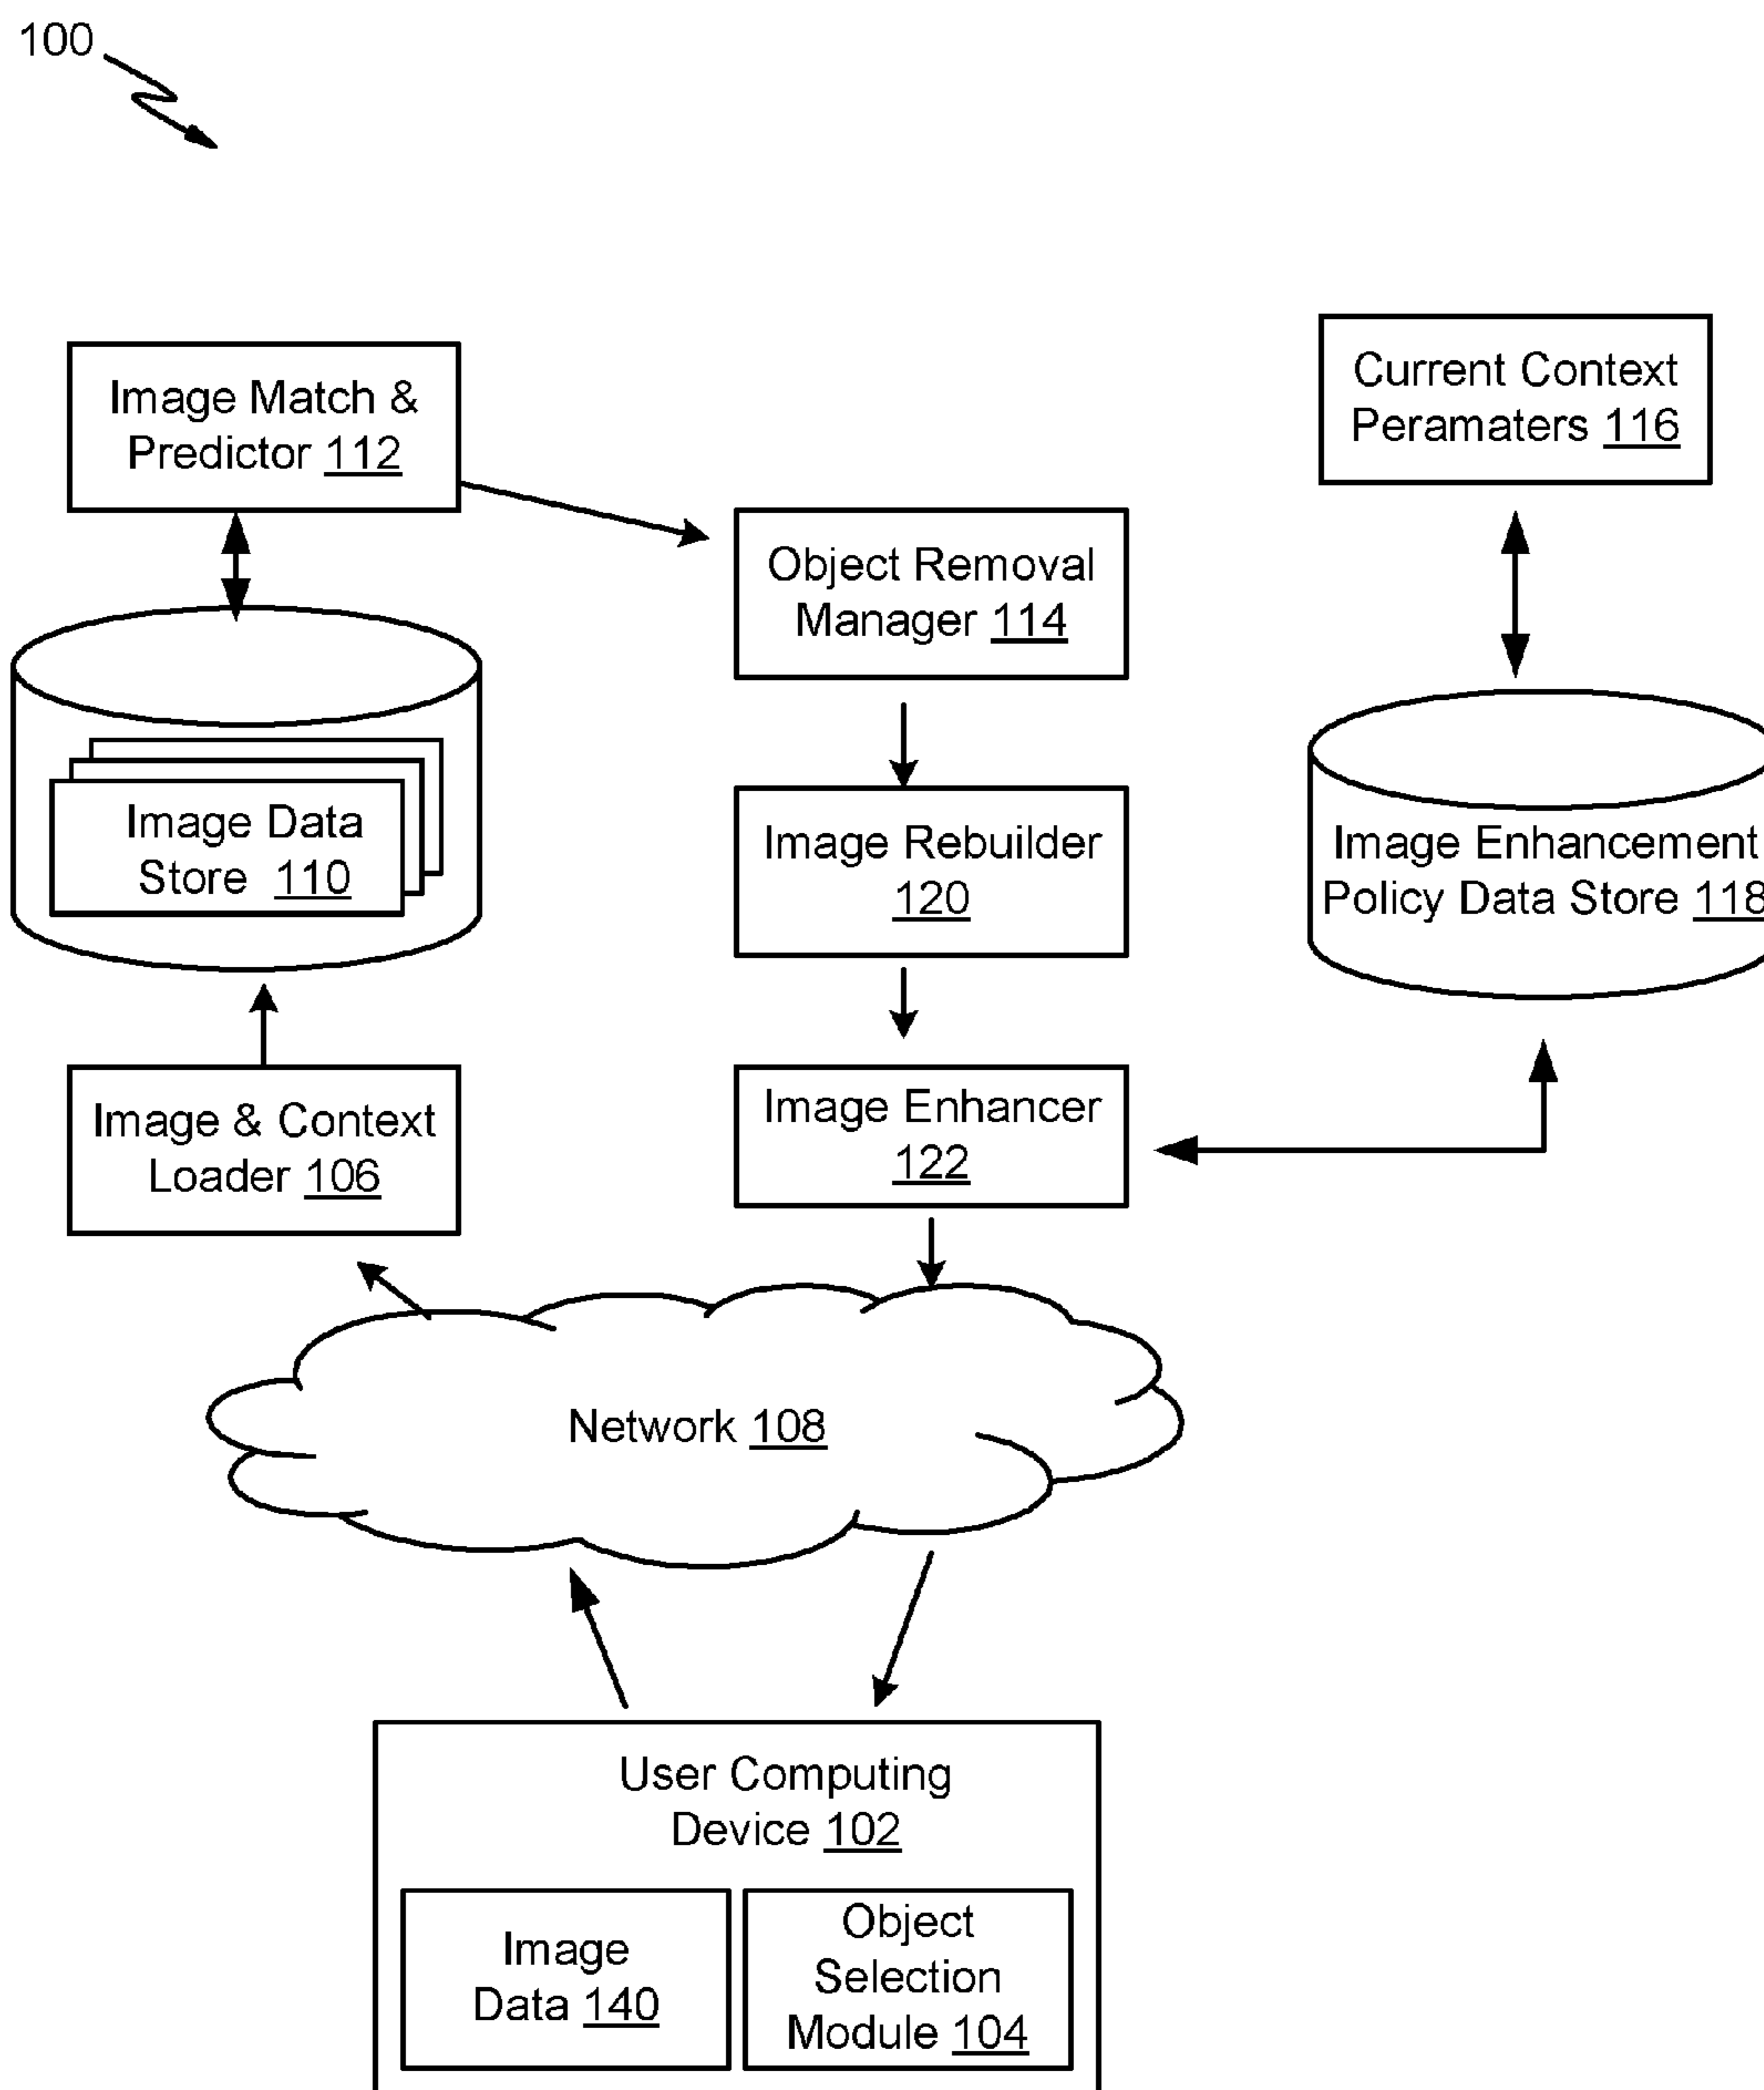 100
Image Match &
Predictor 112
Current Context
Peramaters 116
Object Removal
Manager 114
Image Data
Store 110
Image Rebuilder
120
Image Enhancement
Policy Data Store 118
Image & Context
Loader 106
Image Enhancer
122
Network 108
User Computing
Device 102
Image
Data 140
Object
Selection
Module 104